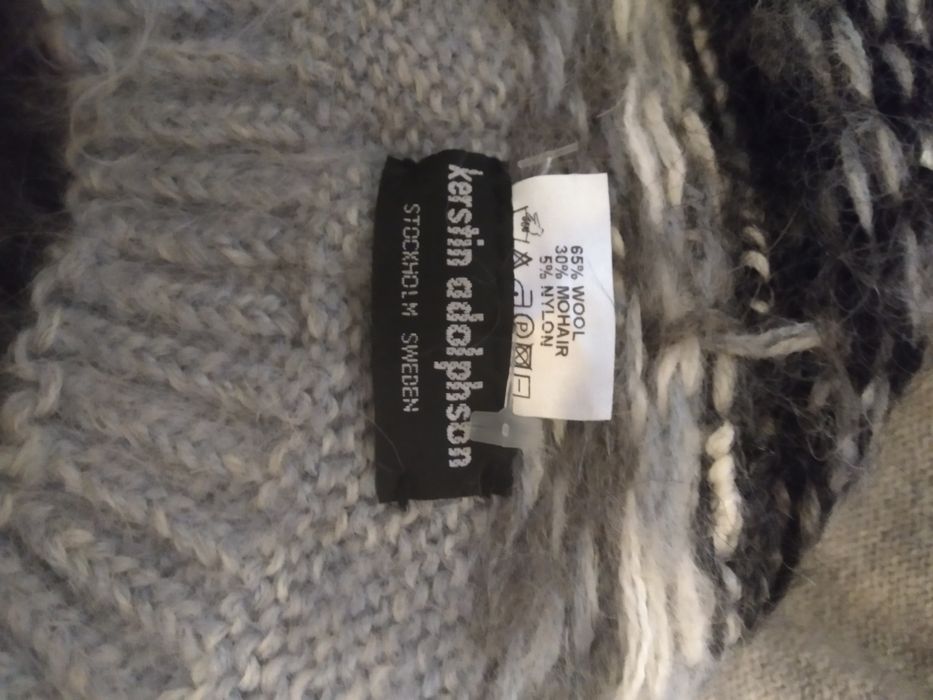 kerstin adolphson
STOCKHOLM SWEDEN
65% WOOL
30% MOHAIR
5% NYLON
P